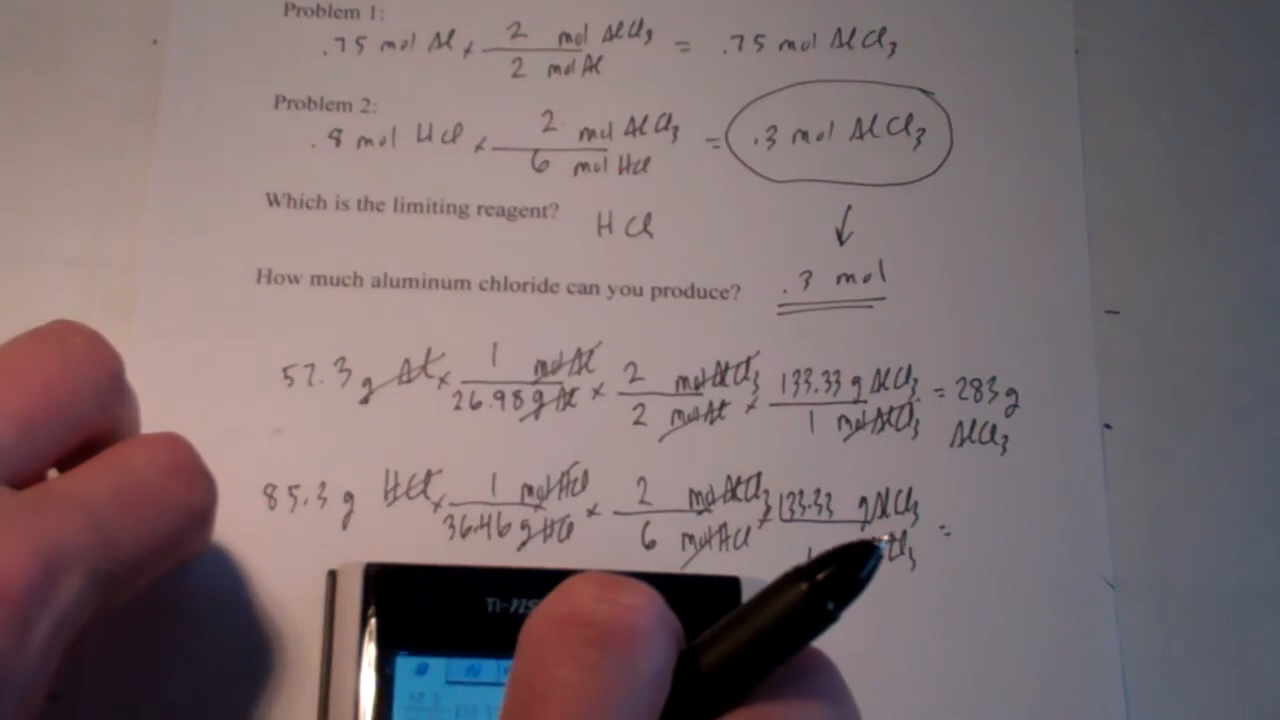 Problem 1:
.75 mol Al x 2 mol AlCl3 / 2 mol Al = .75 mol AlCl3
Problem 2:
.8 mol HCl x 2 mol AlCl3 / 6 mol HCl = .3 mol AlCl3
Which is the limiting reagent? HCl
How much aluminum chloride can you produce? .3 mol
57.3 g Al x 1 mol Al / 26.98 g Al x 2 mol AlCl3 / 2 mol Al x 133.33 g AlCl3 / 1 mol AlCl3 = 283 g AlCl3
85.3 g HCl x 1 mol HCl / 36.46 g HCl x 2 mol AlCl3 / 6 mol HCl x 133.33 g AlCl3 / 1 Cl3 =
TI-ns